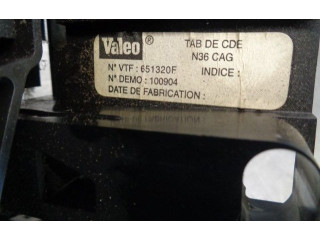 Valeo ® TAB DE CDE
N36 CAG
N° VTF : 651320F INDICE :
N° DEMO : 100904
DATE DE FABRICATION :